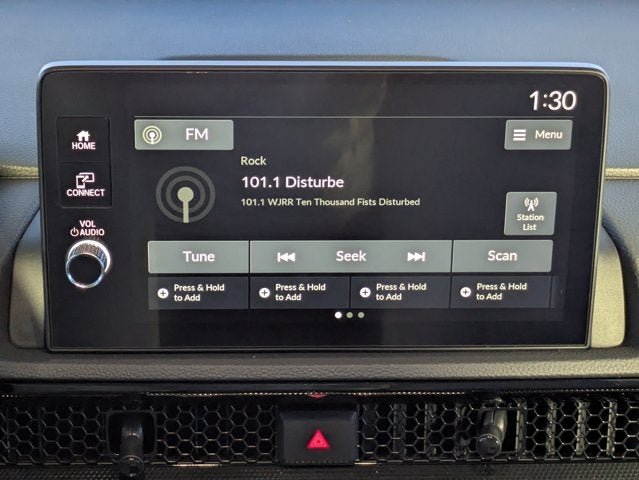 1:30
HOME
FM
Menu
Rock
CONNECT
101.1 Disturbe
101.1 WJRR Ten Thousand Fists Disturbed
VOL
AUDIO
Station
List
Tune
Seek
Scan
Press & Hold
to Add
Press & Hold
to Add
Press & Hold
to Add
Press & Hold
to Add